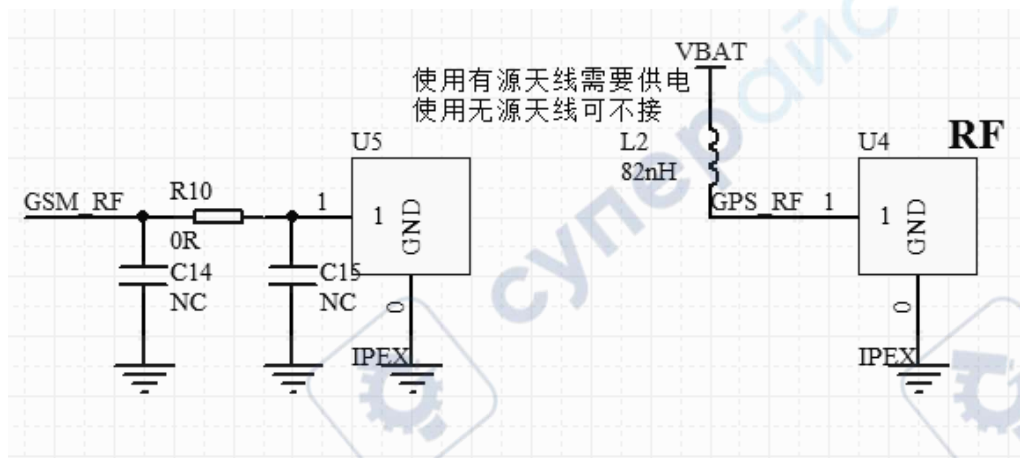 VBAT
使用有源天线需要供电
使用无源天线可不接
U5
L2
82nH
U4
RF
GSM_RF
R10
1
1
GND
GPS_RF
1
1
GND
0R
C14
NC
C15
NC
0
0
IPEX
IPEX
суперайс